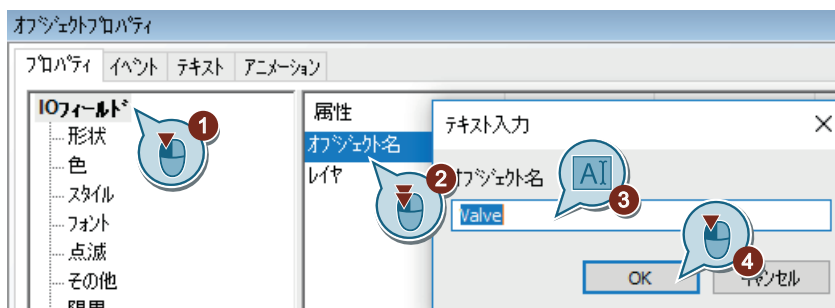 オブジェクトプロパティ
プロパティ イベント テキスト アニメーション
IOフィールド
1
形状
色
スタイル
フォント
点滅
その他
属性
オブジェクト名
レイヤ
2
テキスト入力
オブジェクト名
A
3
Valve
OK
4
キャンセル